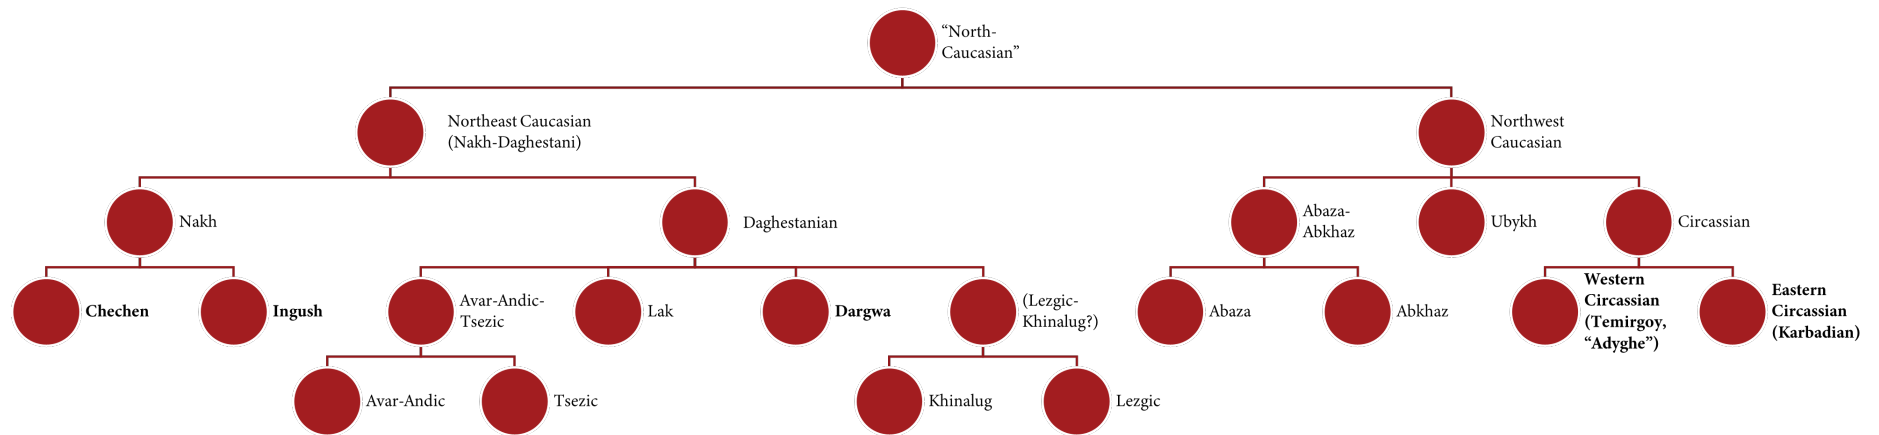 “North-
Caucasian”
Northeast Caucasian
(Nakh-Daghestani)
Northwest
Caucasian
Nakh
Daghestanian
Abaza-
Abkhaz
Ubykh
Circassian
Chechen
Ingush
Avar-Andic-
Tsezic
Lak
Dargwa
(Lezgic-
Khinalug?)
Abaza
Abkhaz
Western
Circassian
(Temirgoy,
“Adyghe”)
Eastern
Circassian
(Karbadian)
Avar-Andic
Tsezic
Khinalug
Lezgic